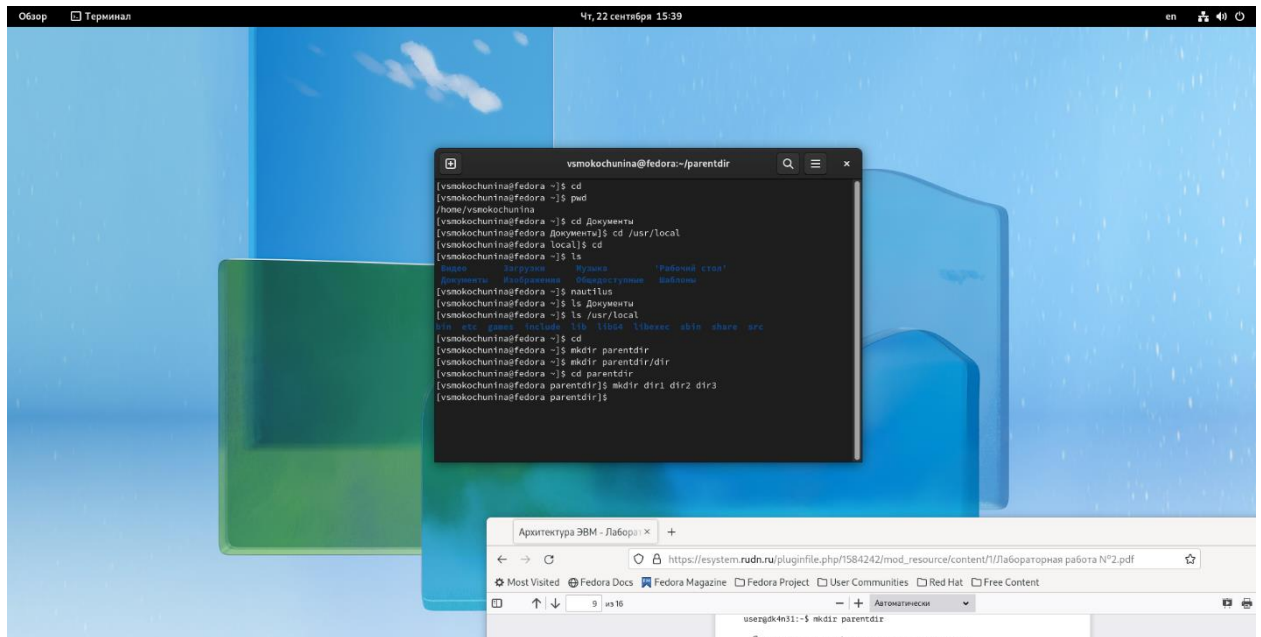 Обзор Терминал Чт, 22 сентября 15:39 en
vsmokochunina@fedora:~/parentdir
[vsmokochunina@fedora ~]$ cd
[vsmokochunina@fedora ~]$ pwd
/home/vsmokochunina
[vsmokochunina@fedora ~]$ cd Документы
[vsmokochunina@fedora Документы]$ cd /usr/local
[vsmokochunina@fedora local]$ cd
[vsmokochunina@fedora ~]$ ls
Видео Загрузки Музыка 'Рабочий стол'
Документы Изображения Общедоступные Шаблоны
[vsmokochunina@fedora ~]$ nautilus
[vsmokochunina@fedora ~]$ ls Документы
[vsmokochunina@fedora ~]$ ls /usr/local
bin etc games include lib lib64 libexec sbin share src
[vsmokochunina@fedora ~]$ cd
[vsmokochunina@fedora ~]$ mkdir parentdir
[vsmokochunina@fedora ~]$ mkdir parentdir/dir
[vsmokochunina@fedora ~]$ cd parentdir
[vsmokochunina@fedora parentdir]$ mkdir dir1 dir2 dir3
[vsmokochunina@fedora parentdir]$
Архитектура ЭВМ - Лаборат
https://esystem.rudn.ru/pluginfile.php/1584242/mod_resource/content/1/Лабораторная работа №2.pdf
Most Visited Fedora Docs Fedora Magazine Fedora Project User Communities Red Hat Free Content
9 из 16 Автоматически
user@dk4n31:~$ mkdir parentdir